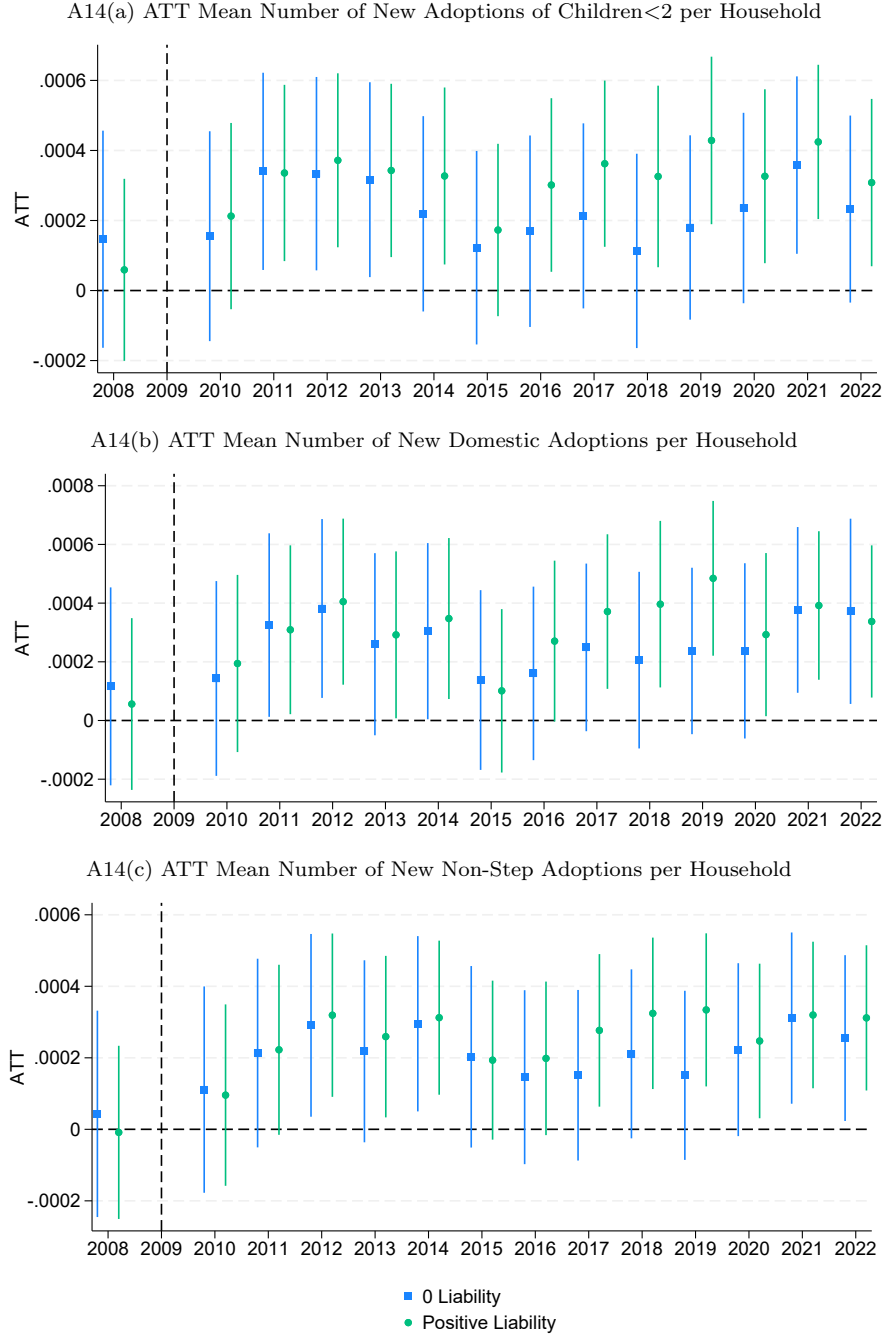 A14(a) ATT Mean Number of New Adoptions of Children<2 per Household
.0006
.0004
.0002
0
-.0002
ATT
2008 2009 2010 2011 2012 2013 2014 2015 2016 2017 2018 2019 2020 2021 2022
A14(b) ATT Mean Number of New Domestic Adoptions per Household
.0008
.0006
.0004
.0002
0
-.0002
ATT
2008 2009 2010 2011 2012 2013 2014 2015 2016 2017 2018 2019 2020 2021 2022
A14(c) ATT Mean Number of New Non-Step Adoptions per Household
.0006
.0004
.0002
0
-.0002
ATT
2008 2009 2010 2011 2012 2013 2014 2015 2016 2017 2018 2019 2020 2021 2022
0 Liability
Positive Liability